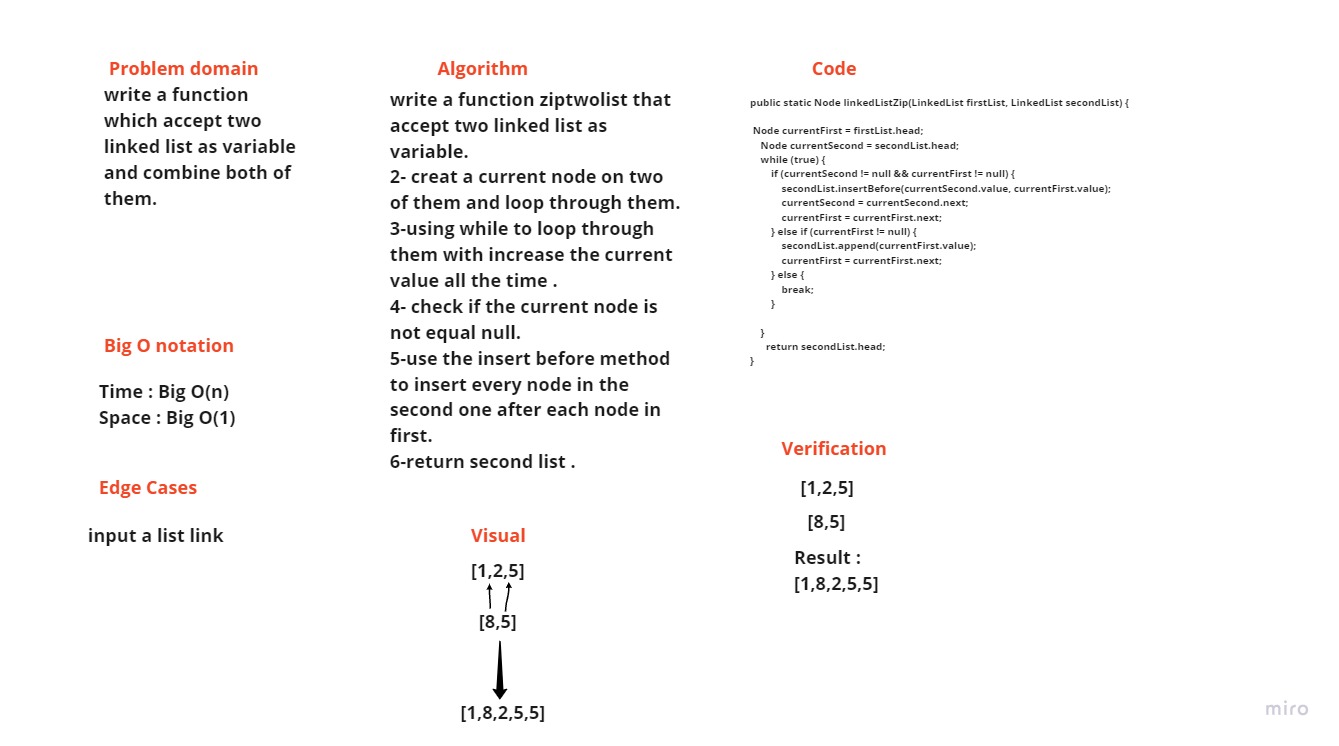 Problem domain
write a function
which accept two
linked list as variable
and combine both of
them.
Big O notation
Time : Big O(n)
Space : Big O(1)
Edge Cases
input a list link
Algorithm
write a function ziptwolist that
accept two linked list as
variable.
2- creat a current node on two
of them and loop through them.
3-using while to loop through
them with increase the current
value all the time .
4- check if the current node is
not equal null.
5-use the insert before method
to insert every node in the
second one after each node in
first.
6-return second list .
Visual
[1,2,5]
[8,5]
[1,8,2,5,5]
Code
public static Node linkedListZip(LinkedList firstList, LinkedList secondList) {
Node currentFirst = firstList.head;
Node currentSecond = secondList.head;
while (true) {
if (currentSecond != null && currentFirst != null) {
secondList.insertBefore(currentSecond.value, currentFirst.value);
currentSecond = currentSecond.next;
currentFirst = currentFirst.next;
} else if (currentFirst != null) {
secondList.append(currentFirst.value);
currentFirst = currentFirst.next;
} else {
break;
}
}
return secondList.head;
}
Verification
[1,2,5]
[8,5]
Result :
[1,8,2,5,5]
miro